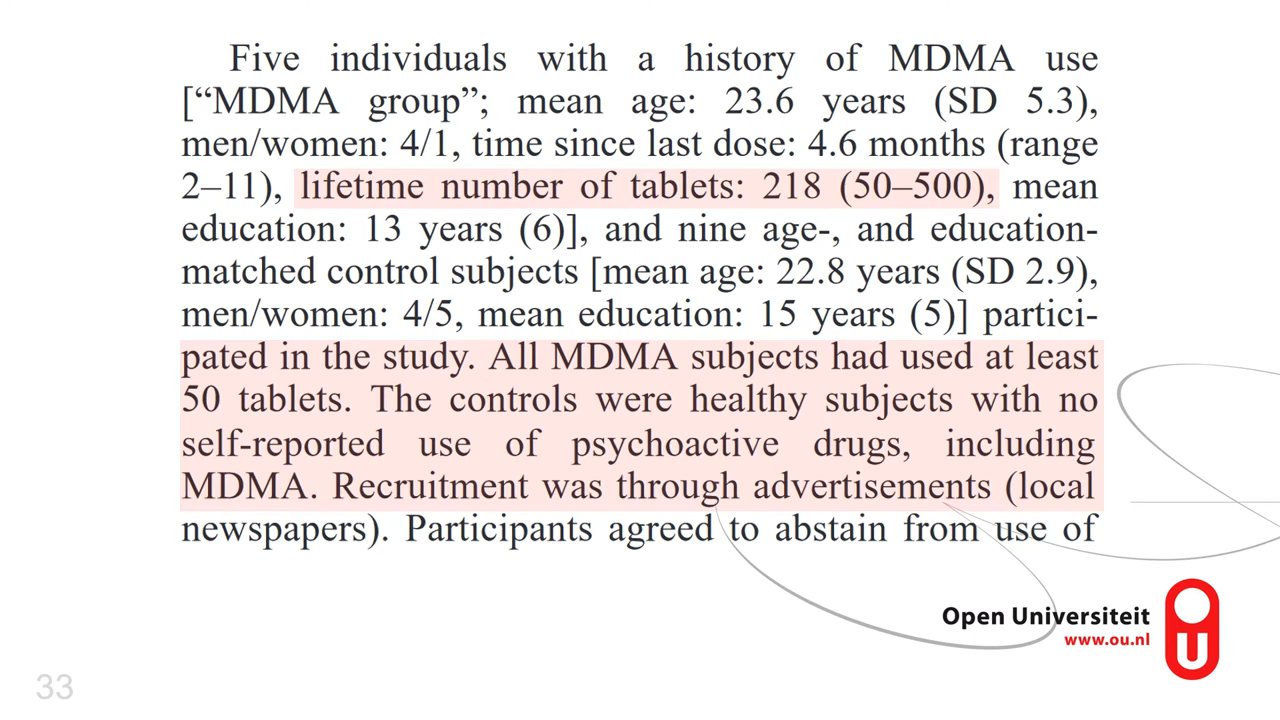 Five individuals with a history of MDMA use
[“MDMA group”; mean age: 23.6 years (SD 5.3),
men/women: 4/1, time since last dose: 4.6 months (range
2–11), lifetime number of tablets: 218 (50–500), mean
education: 13 years (6)], and nine age-, and education-
matched control subjects [mean age: 22.8 years (SD 2.9),
men/women: 4/5, mean education: 15 years (5)] partici-
pated in the study. All MDMA subjects had used at least
50 tablets. The controls were healthy subjects with no
self-reported use of psychoactive drugs, including
MDMA. Recruitment was through advertisements (local
newspapers). Participants agreed to abstain from use of
Open Universiteit
www.ou.nl
U
33